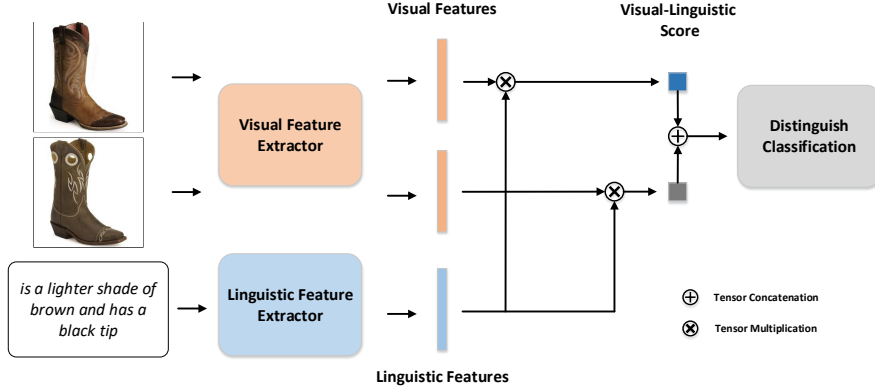 Visual Features
Visual-Linguistic
Score
Visual Feature
Extractor
Distinguish
Classification
is a lighter shade of
brown and has a
black tip
Linguistic Feature
Extractor
Tensor Concatenation
Tensor Multiplication
Linguistic Features